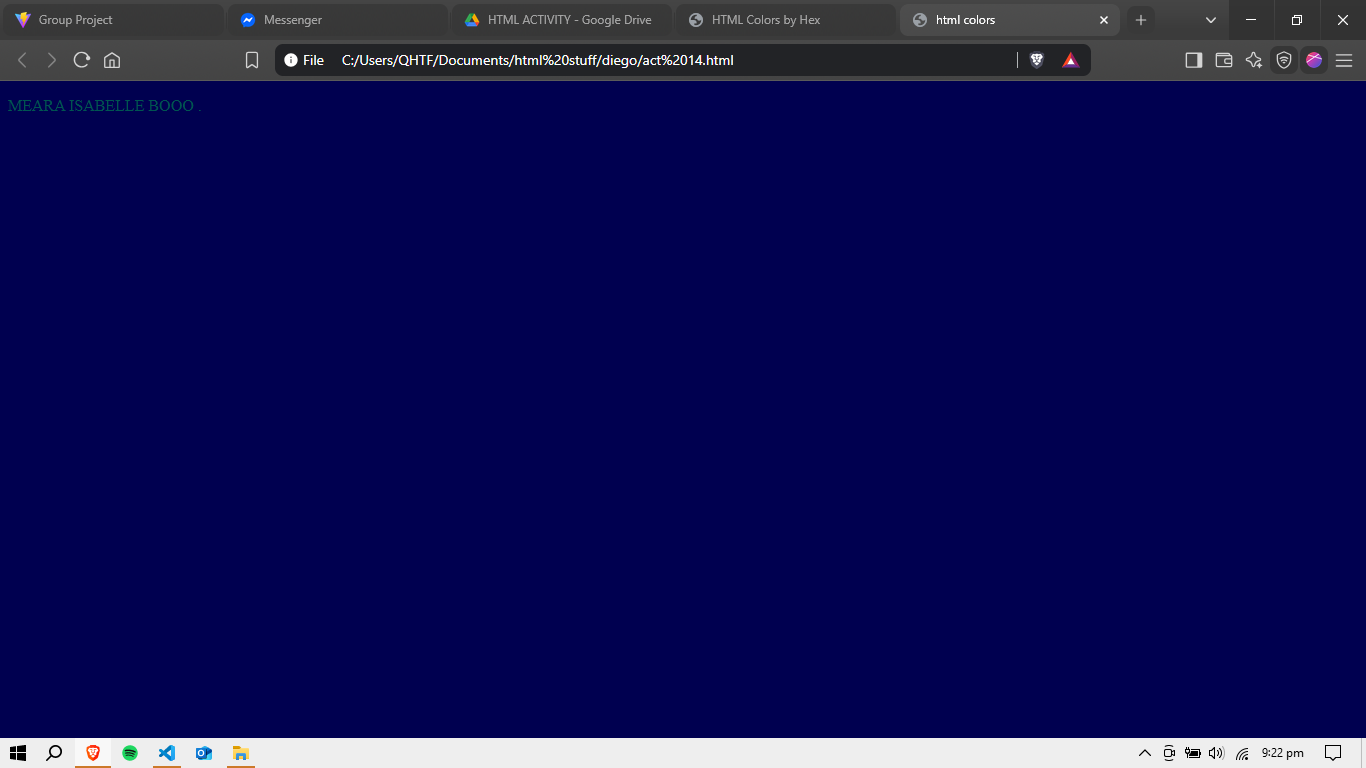 Group Project
Messenger
HTML ACTIVITY - Google Drive
HTML Colors by Hex
html colors
File
C:/Users/QHTF/Documents/html%20stuff/diego/act%2014.html
MEARA ISABELLE BOOO .
9:22 pm